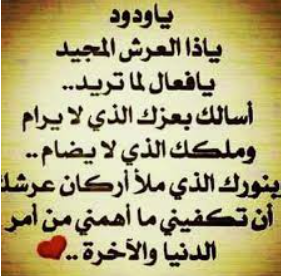 ياودود
ياذا العرش المجيد
يافعال لما تريد..
أسالك بعزك الذي لا يرام
وملكك الذي لا يضام..
بنورك الذي ملأ أركان عرشك
أن تكفيني ما أهمني من أمر
الدنيا والآخرة..